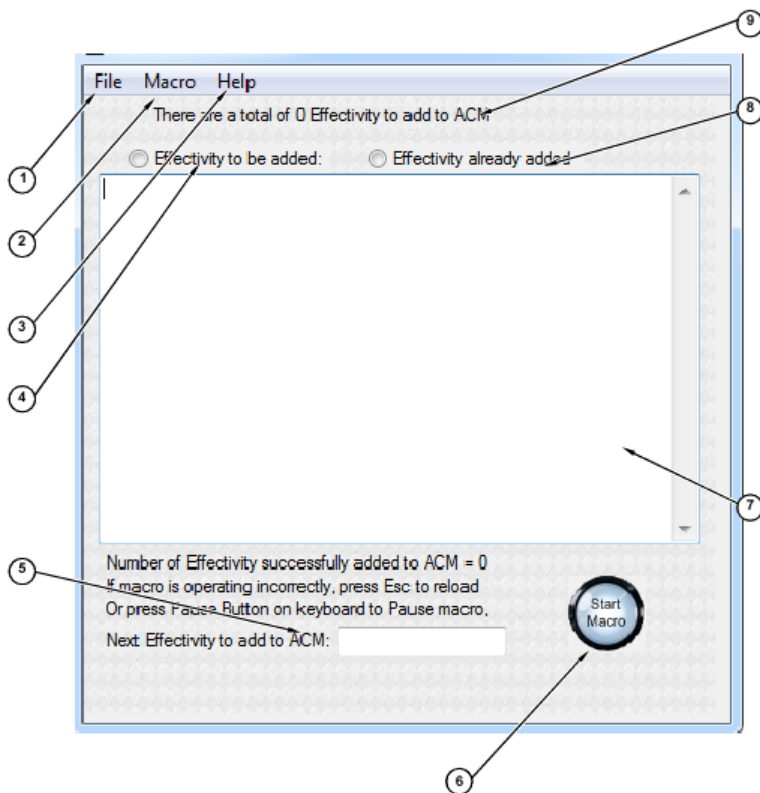 9
File Macro Help
There are a total of 0 Effectivity to add to ACM
8
Effectivity to be added: Effectivity already added
1
2
3
4
7
Number of Effectivity successfully added to ACM = 0
5
If macro is operating incorrectly, press Esc to reload
Or press Pause Button on keyboard to Pause macro,
Start
Macro
Next Effectivity to add to ACM:
6